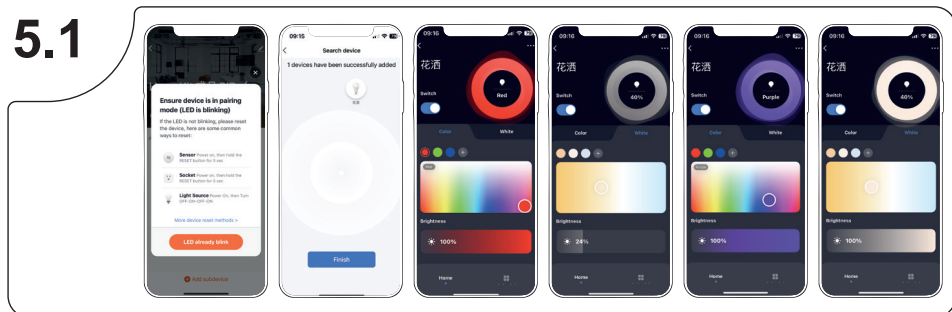 5.1
Ensure device is in pairing
mode (LED is blinking)
If the LED is not blinking, please reset
the device, here are some common
ways to reset:
Sensor Power on, then hold the
RESET button for 5 sec
Socket Power on, then hold the
RESET button for 5 sec
Light Source Power On, then Turn
OFF-ON-OFF-ON.
More device reset methods >
LED already blink
Add subdevice
09:15
Search device
1 devices have been successfully added
Finish
09:16
花洒
Red
Switch
Color White
Brightness
100%
Home
09:16
花洒
40%
Switch
Color White
Brightness
24%
Home
09:16
花洒
Purple
Switch
Color White
Brightness
100%
Home
09:16
花洒
40%
Switch
Color White
Brightness
100%
Home